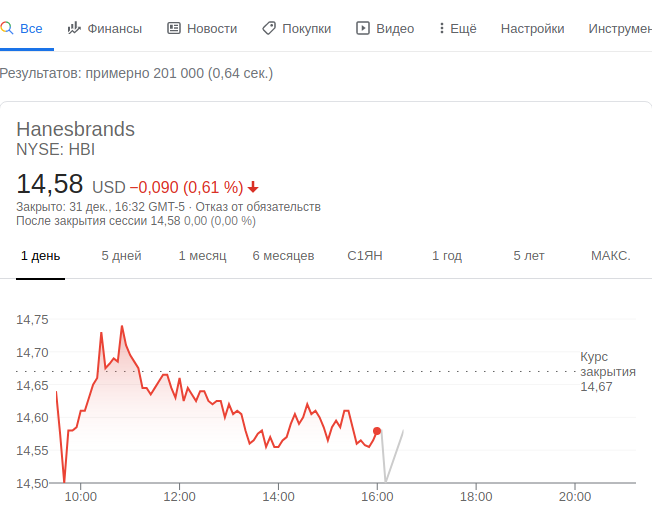 Все Финансы Новости Покупки Видео Ещё Настройки Инструмен
Результатов: примерно 201 000 (0,64 сек.)
Hanesbrands
NYSE: HBI
14,58 USD −0,090 (0,61 %)
Закрыто: 31 дек., 16:32 GMT-5 · Отказ от обязательств
После закрытия сессии 14,58 0,00 (0,00 %)
1 день 5 дней 1 месяц 6 месяцев С1ЯН 1 год 5 лет МАКС.
14,75
14,70
14,65
14,60
14,55
14,50
Курс
закрытия
14,67
10:00 12:00 14:00 16:00 18:00 20:00